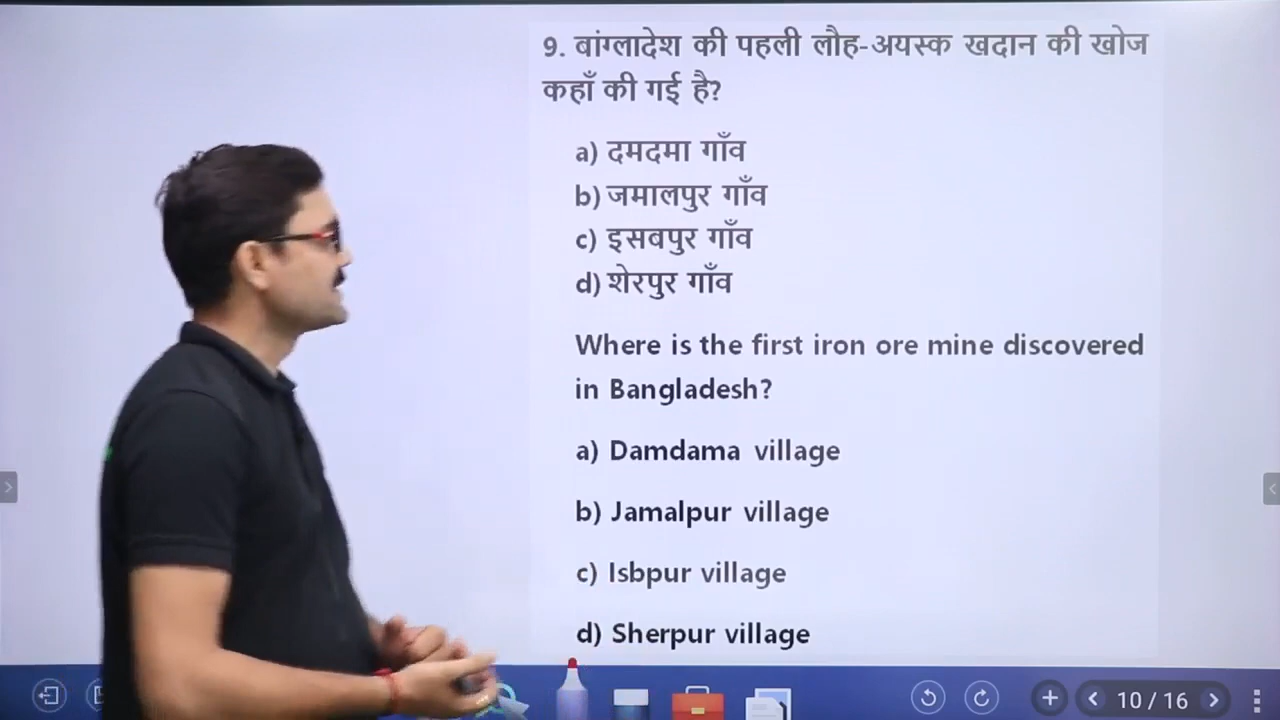 9. बांग्लादेश की पहली लौह-अयस्क खदान की खोज
कहाँ की गई है?
a) दमदमा गाँव
b) जमालपुर गाँव
c) इसबपुर गाँव
d) शेरपुर गाँव
Where is the first iron ore mine discovered
in Bangladesh?
a) Damdama village
b) Jamalpur village
c) Isbpur village
d) Sherpur village
10 / 16